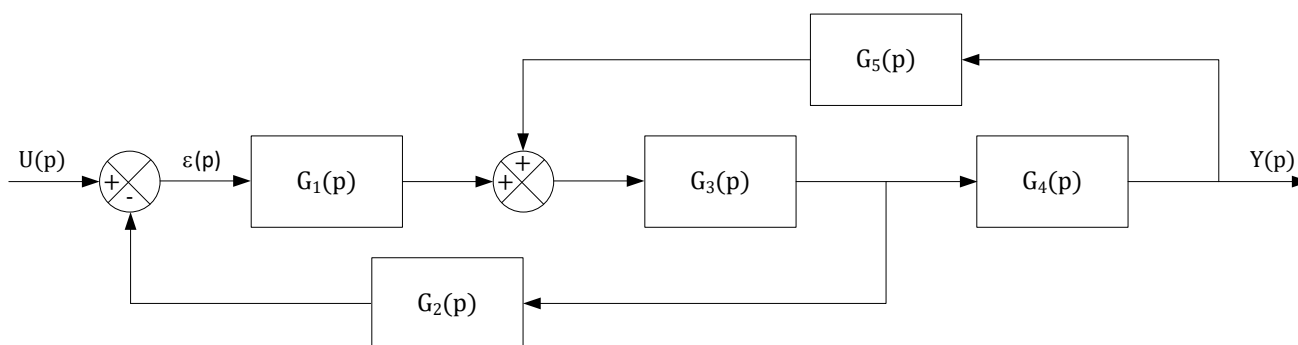 G₅(p)
U(p)
+
-
ε(p)
G₁(p)
+
+
G₃(p)
G₄(p)
Y(p)
G₂(p)